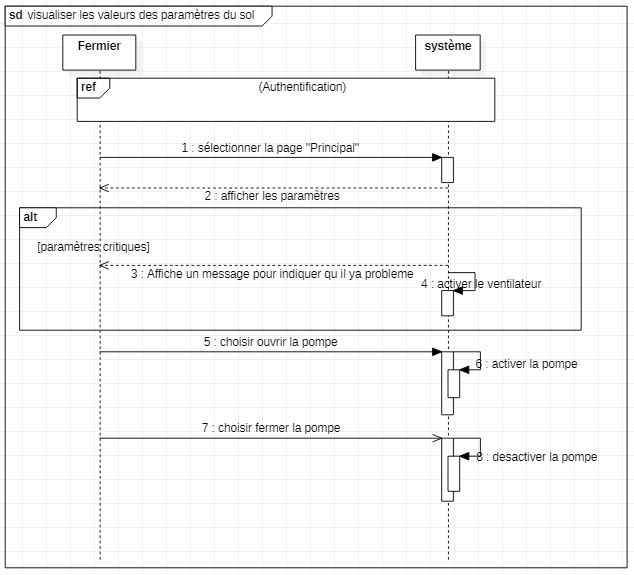 sd visualiser les valeurs des paramètres du sol
Fermier
système
ref
(Authentification)
1 : sélectionner la page "Principal"
2 : afficher les paramètres
alt
[paramètres critiques]
3 : Affiche un message pour indiquer qu il ya probleme
4 : activer le ventilateur
5 : choisir ouvrir la pompe
6 : activer la pompe
7 : choisir fermer la pompe
8 : desactiver la pompe